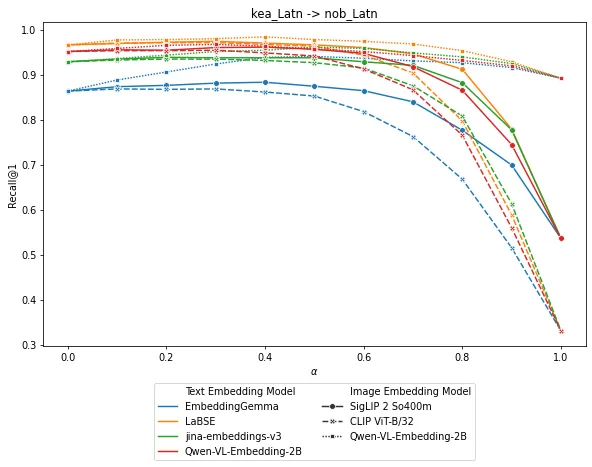 kea_Latn -> nob_Latn
1.0
0.9
0.8
0.7
0.6
0.5
0.4
0.3
Recall@1
0.0 0.2 0.4 0.6 0.8 1.0
α
Text Embedding Model
EmbeddingGemma
LaBSE
jina-embeddings-v3
Qwen-VL-Embedding-2B
Image Embedding Model
SigLIP 2 So400m
CLIP ViT-B/32
Qwen-VL-Embedding-2B